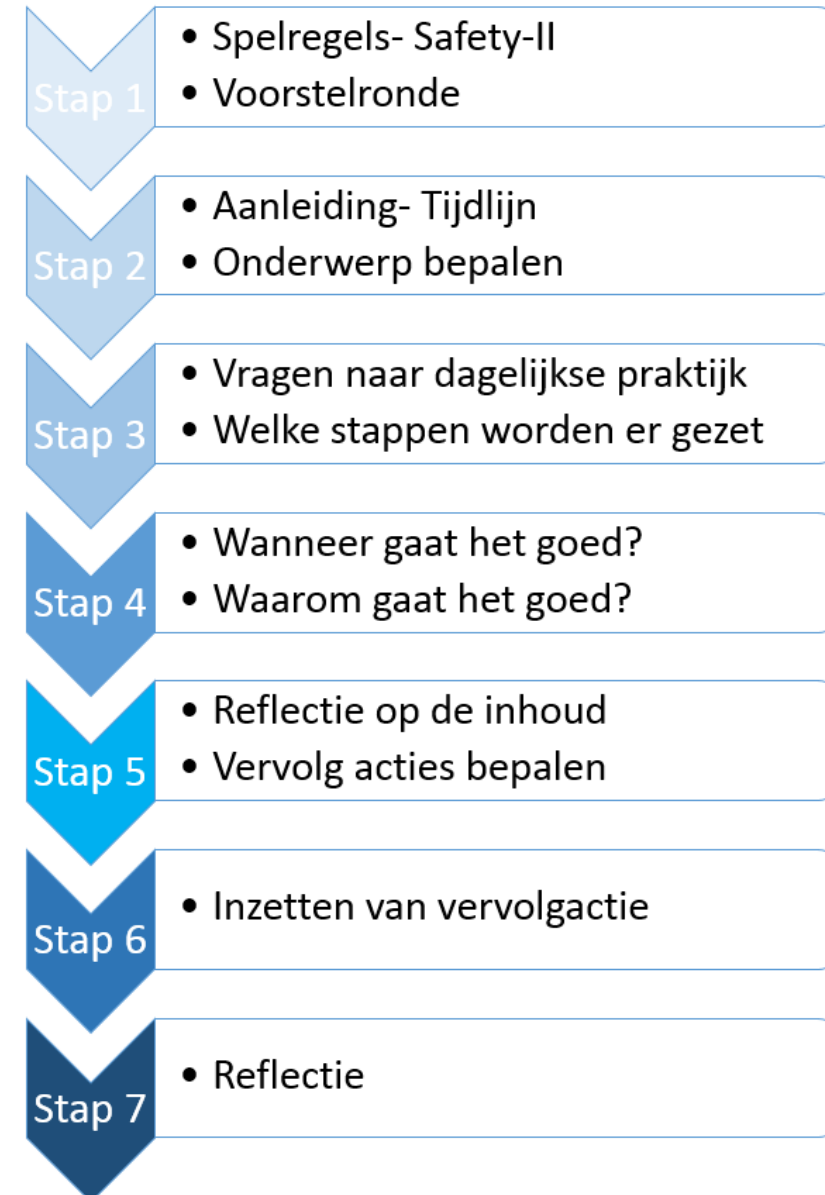 Stap 1
• Spelregels- Safety-II
• Voorstelronde
Stap 2
• Aanleiding- Tijdlijn
• Onderwerp bepalen
Stap 3
• Vragen naar dagelijkse praktijk
• Welke stappen worden er gezet
Stap 4
• Wanneer gaat het goed?
• Waarom gaat het goed?
Stap 5
• Reflectie op de inhoud
• Vervolg acties bepalen
Stap 6
• Inzetten van vervolgactie
Stap 7
• Reflectie